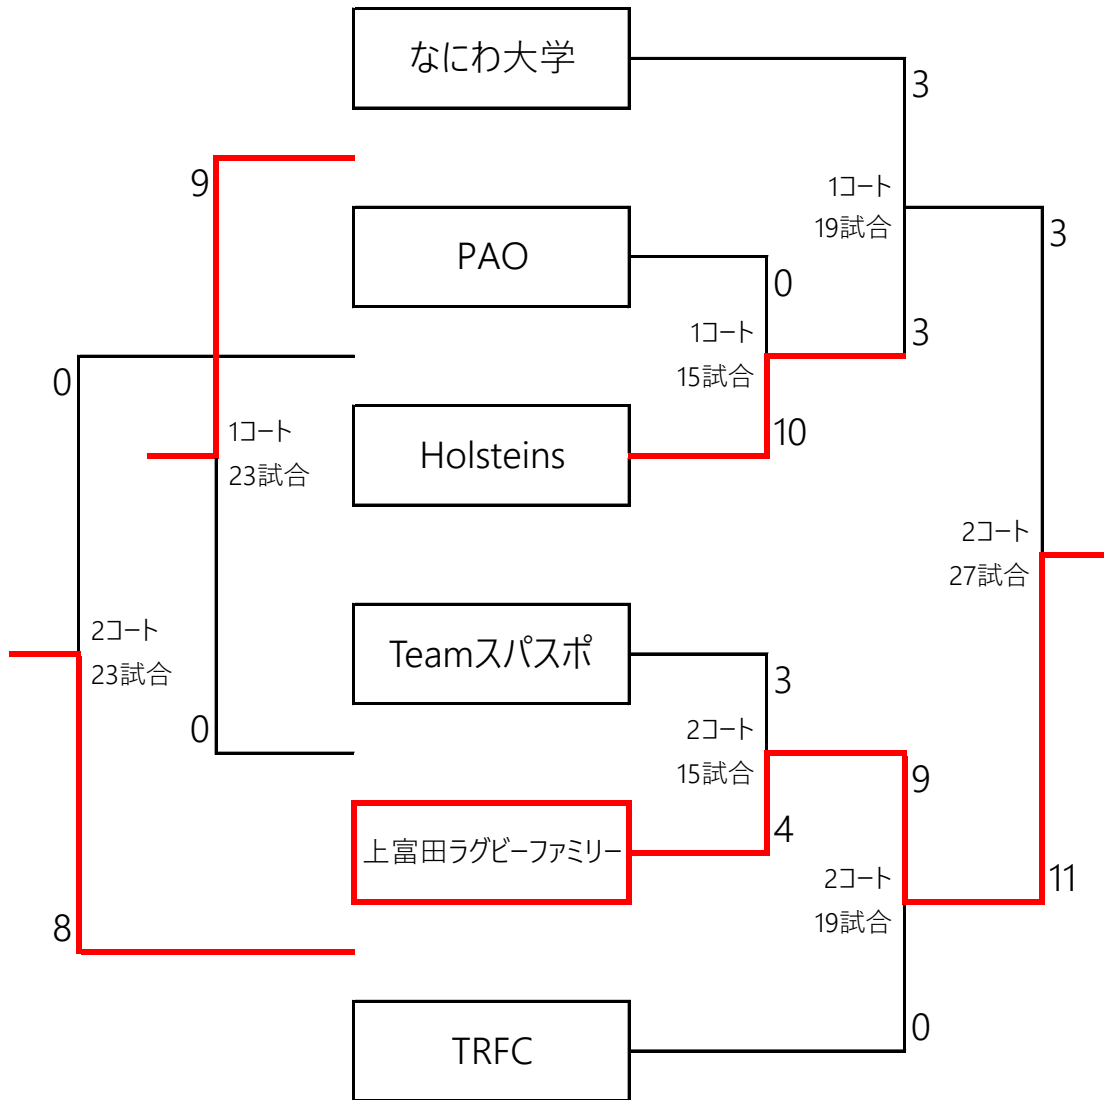 なにわ大学
3
9
1コート
19試合
PAO
3
0
1コート
15試合
3
0
1コート
23試合
Holsteins
10
2コート
27試合
2コート
23試合
Teamスパスポ
3
2コート
15試合
0
9
上富田ラグビーファミリー
4
2コート
19試合
11
8
TRFC
0